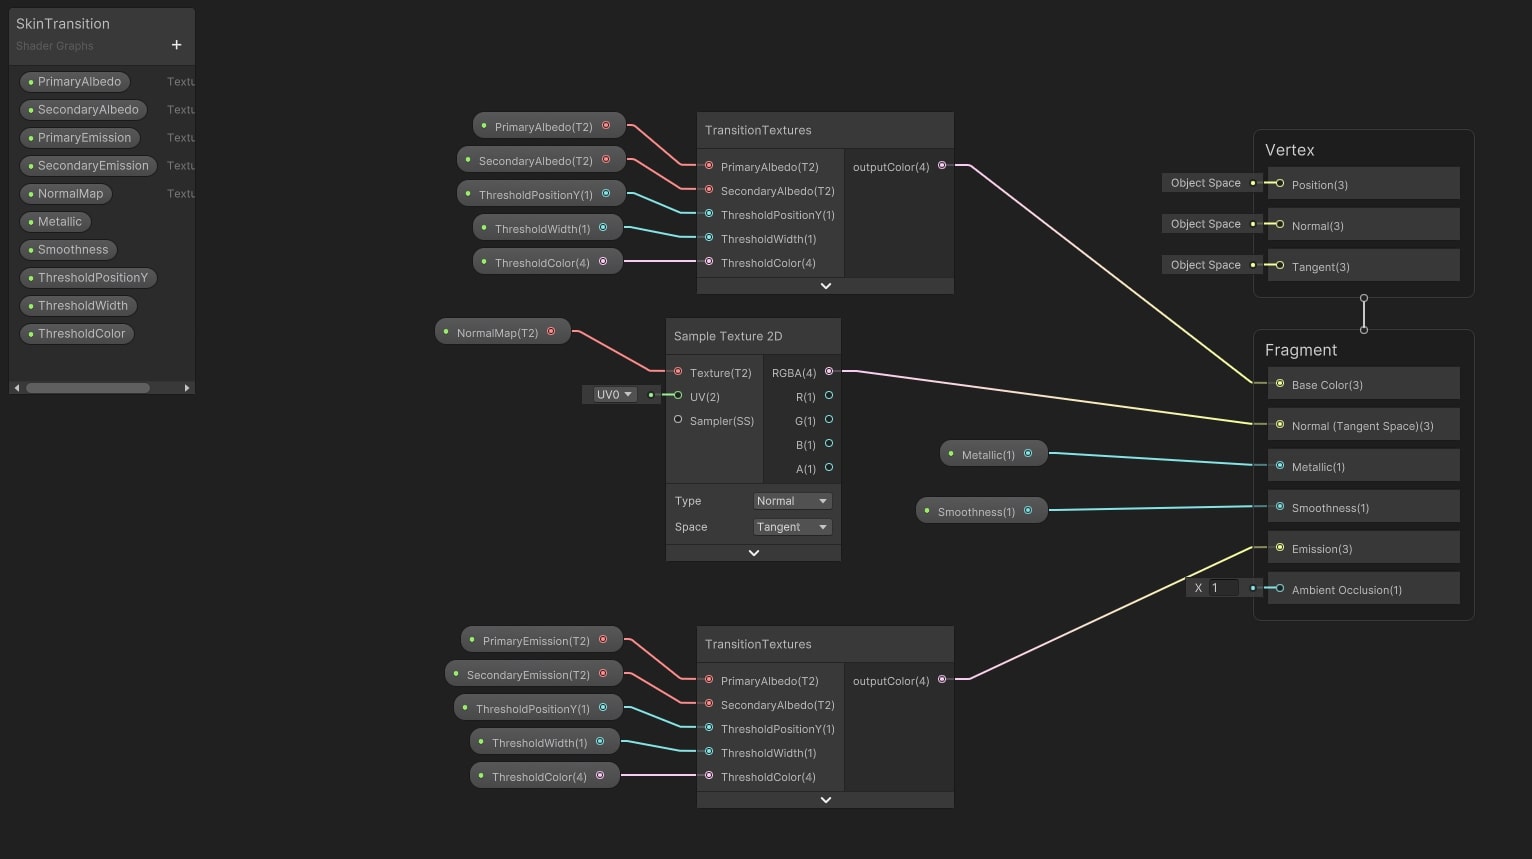 SkinTransition
Shader Graphs
+
PrimaryAlbedo Textu
SecondaryAlbedo Textu
PrimaryEmission Textu
SecondaryEmission Textu
NormalMap Textu
Metallic
Smoothness
ThresholdPositionY
ThresholdWidth
ThresholdColor
PrimaryAlbedo(T2)
SecondaryAlbedo(T2)
ThresholdPositionY(1)
ThresholdWidth(1)
ThresholdColor(4)
TransitionTextures
PrimaryAlbedo(T2) outputColor(4)
SecondaryAlbedo(T2)
ThresholdPositionY(1)
ThresholdWidth(1)
ThresholdColor(4)
NormalMap(T2)
UV0
Sample Texture 2D
Texture(T2) RGBA(4)
UV(2) R(1)
Sampler(SS) G(1)
B(1)
A(1)
Type Normal
Space Tangent
Metallic(1)
Smoothness(1)
PrimaryEmission(T2)
SecondaryEmission(T2)
ThresholdPositionY(1)
ThresholdWidth(1)
ThresholdColor(4)
TransitionTextures
PrimaryAlbedo(T2) outputColor(4)
SecondaryAlbedo(T2)
ThresholdPositionY(1)
ThresholdWidth(1)
ThresholdColor(4)
Vertex
Object Space Position(3)
Object Space Normal(3)
Object Space Tangent(3)
Fragment
Base Color(3)
Normal (Tangent Space)(3)
Metallic(1)
Smoothness(1)
Emission(3)
X 1 Ambient Occlusion(1)